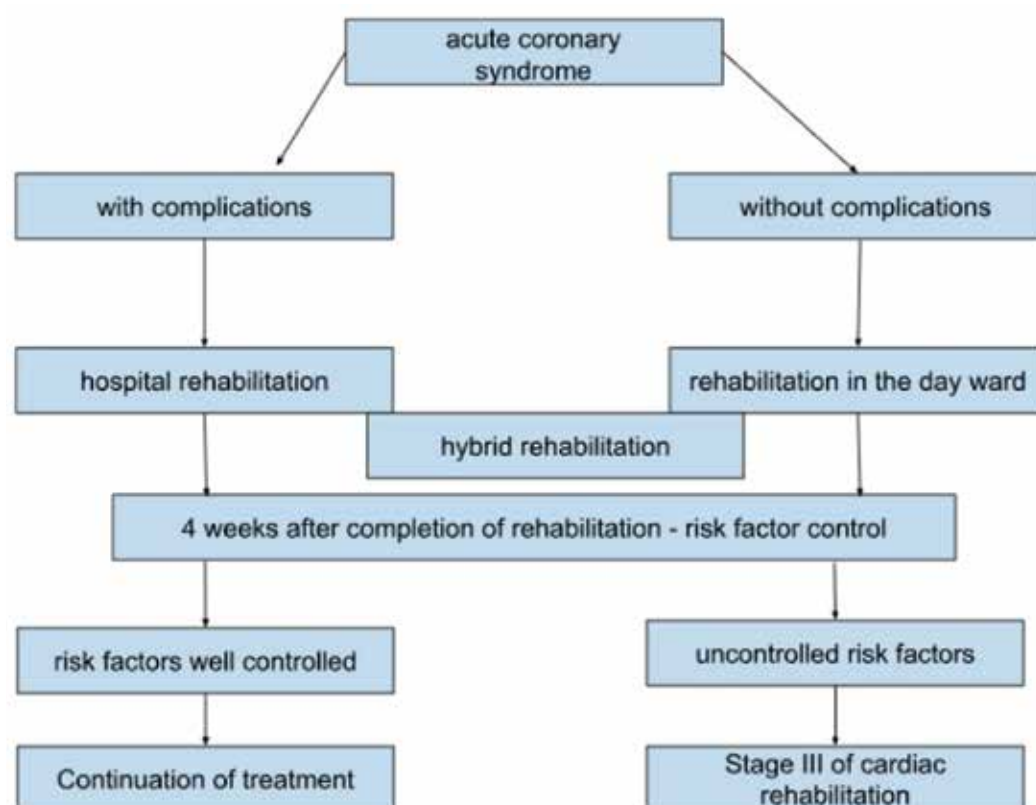 acute coronary
syndrome
with complications
without complications
hospital rehabilitation
rehabilitation in the day ward
hybrid rehabilitation
4 weeks after completion of rehabilitation - risk factor control
risk factors well controlled
uncontrolled risk factors
Continuation of treatment
Stage III of cardiac
rehabilitation